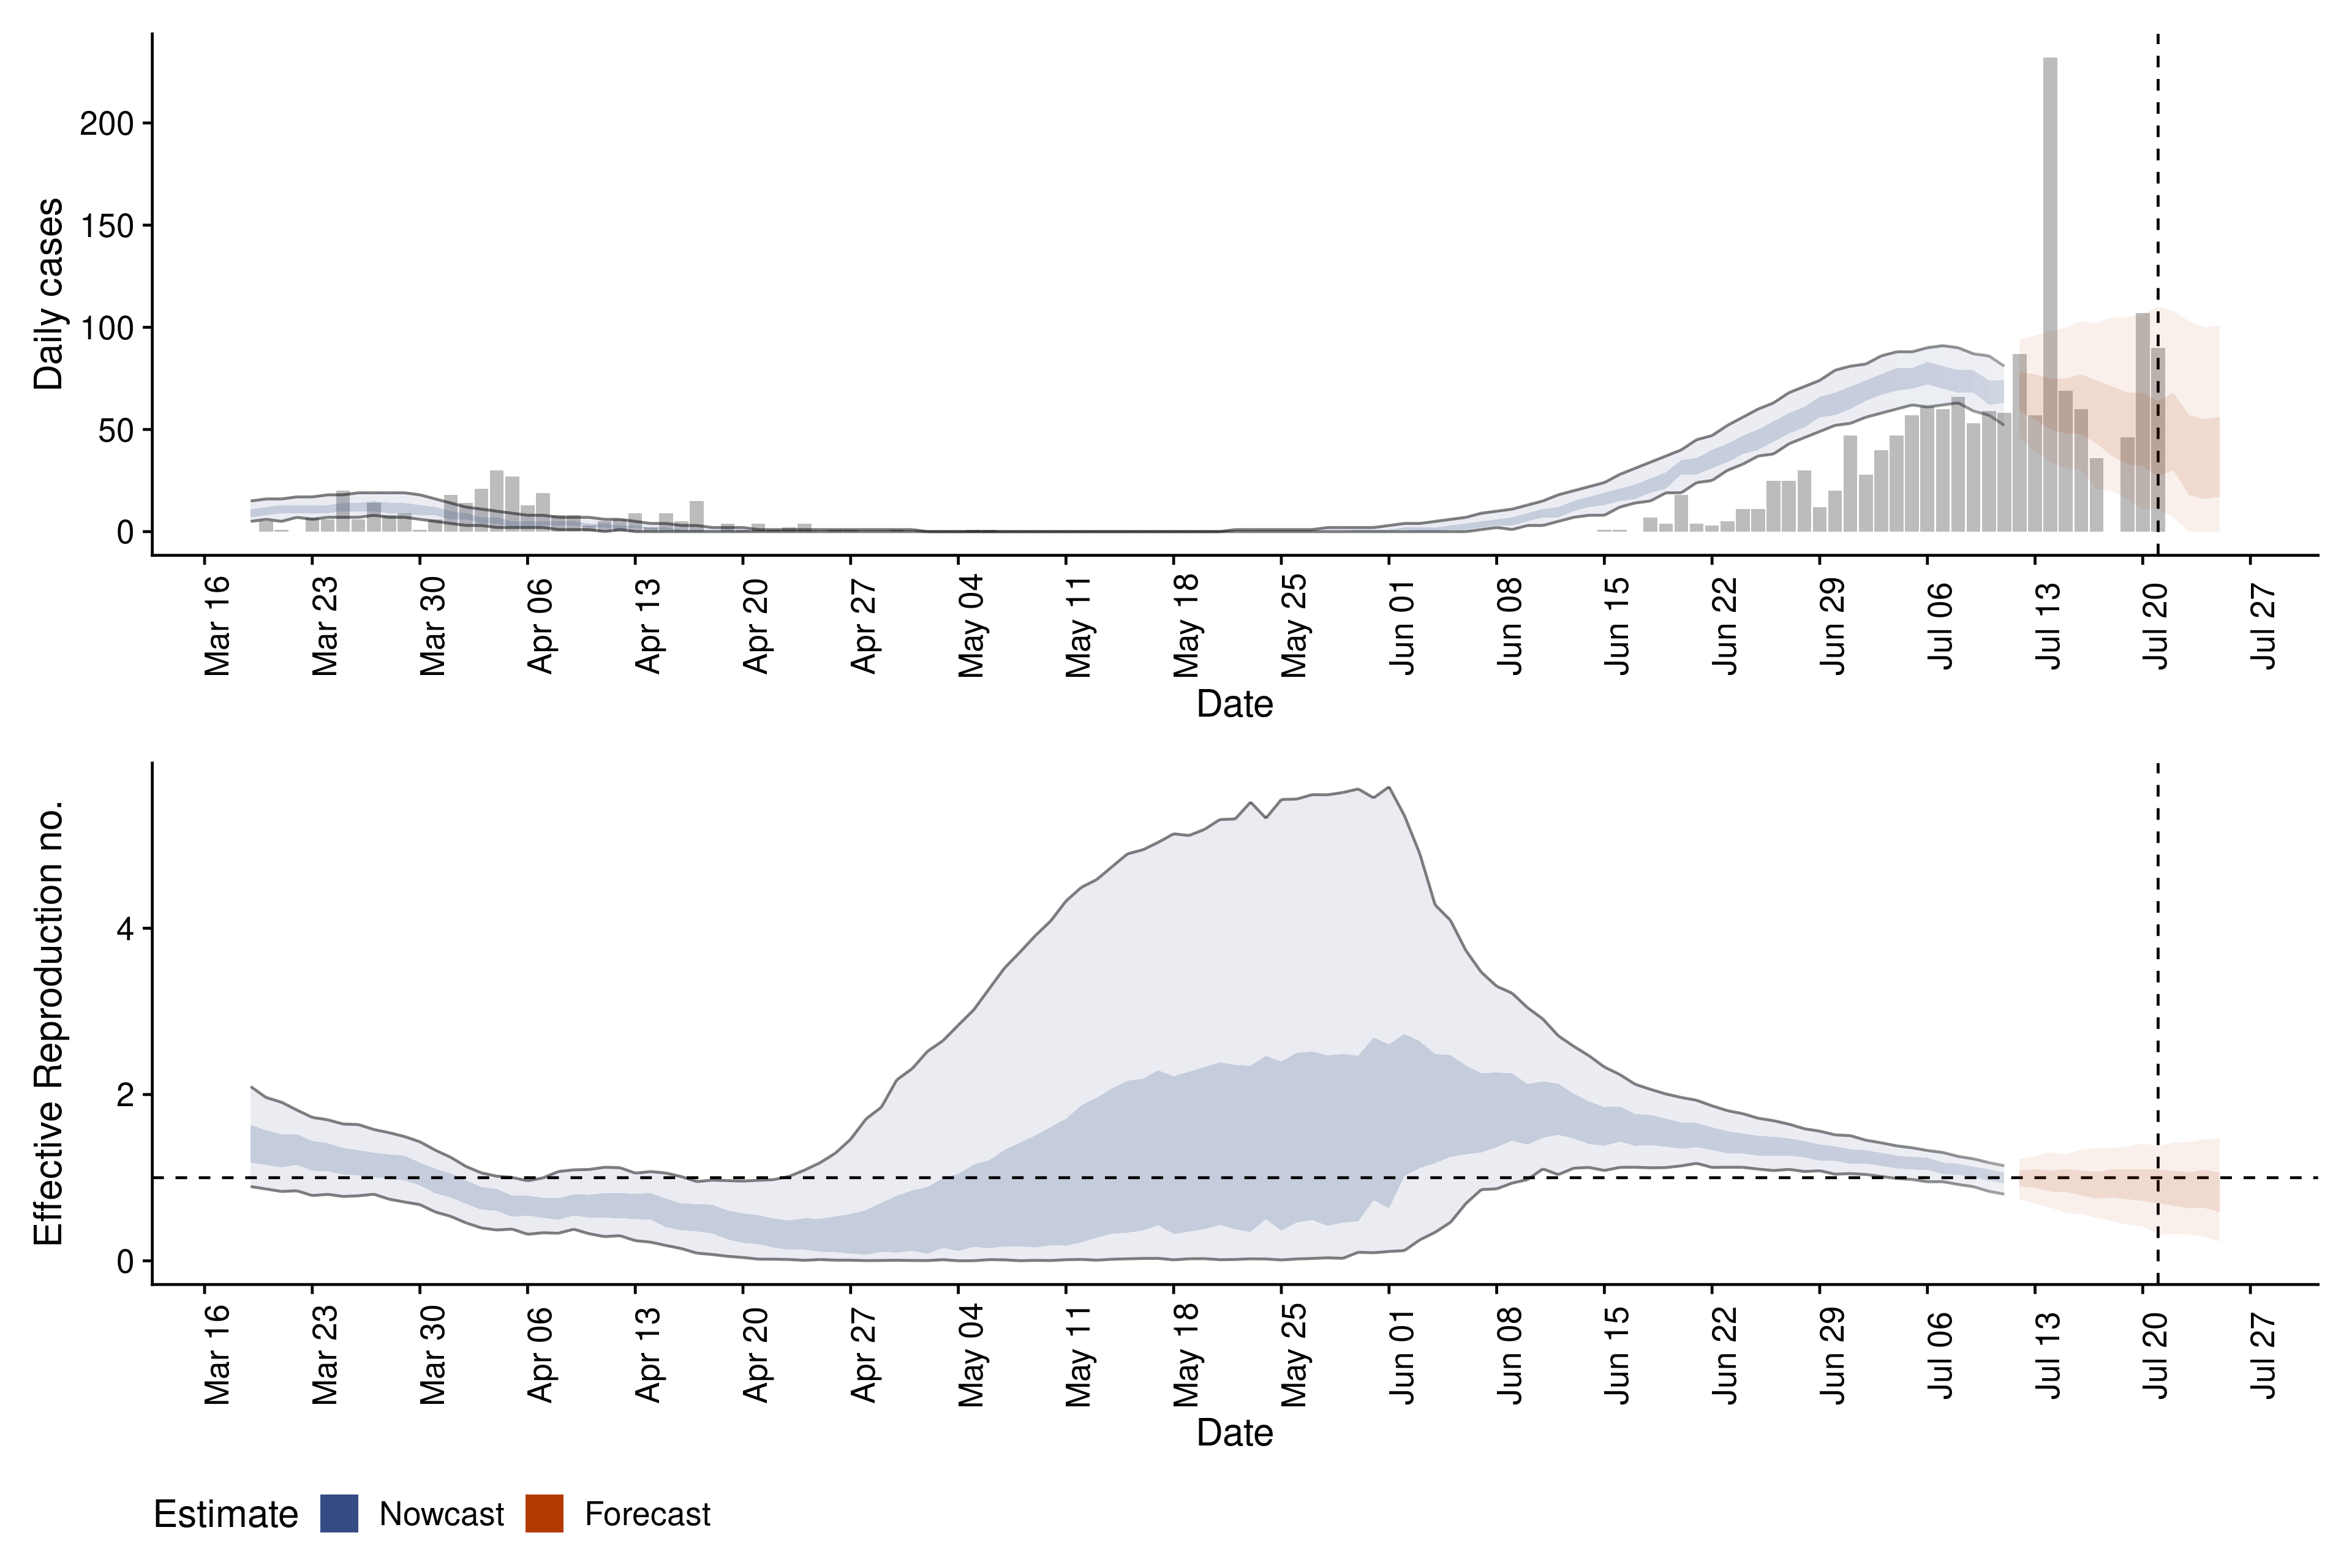 Daily cases
200
150
100
50
0
Mar 16
Mar 23
Mar 30
Apr 06
Apr 13
Apr 20
Apr 27
May 04
May 11
May 18
May 25
Jun 01
Jun 08
Jun 15
Jun 22
Jun 29
Jul 06
Jul 13
Jul 20
Jul 27
Date
Effective Reproduction no.
4
2
0
Mar 16
Mar 23
Mar 30
Apr 06
Apr 13
Apr 20
Apr 27
May 04
May 11
May 18
May 25
Jun 01
Jun 08
Jun 15
Jun 22
Jun 29
Jul 06
Jul 13
Jul 20
Jul 27
Date
Estimate Nowcast Forecast